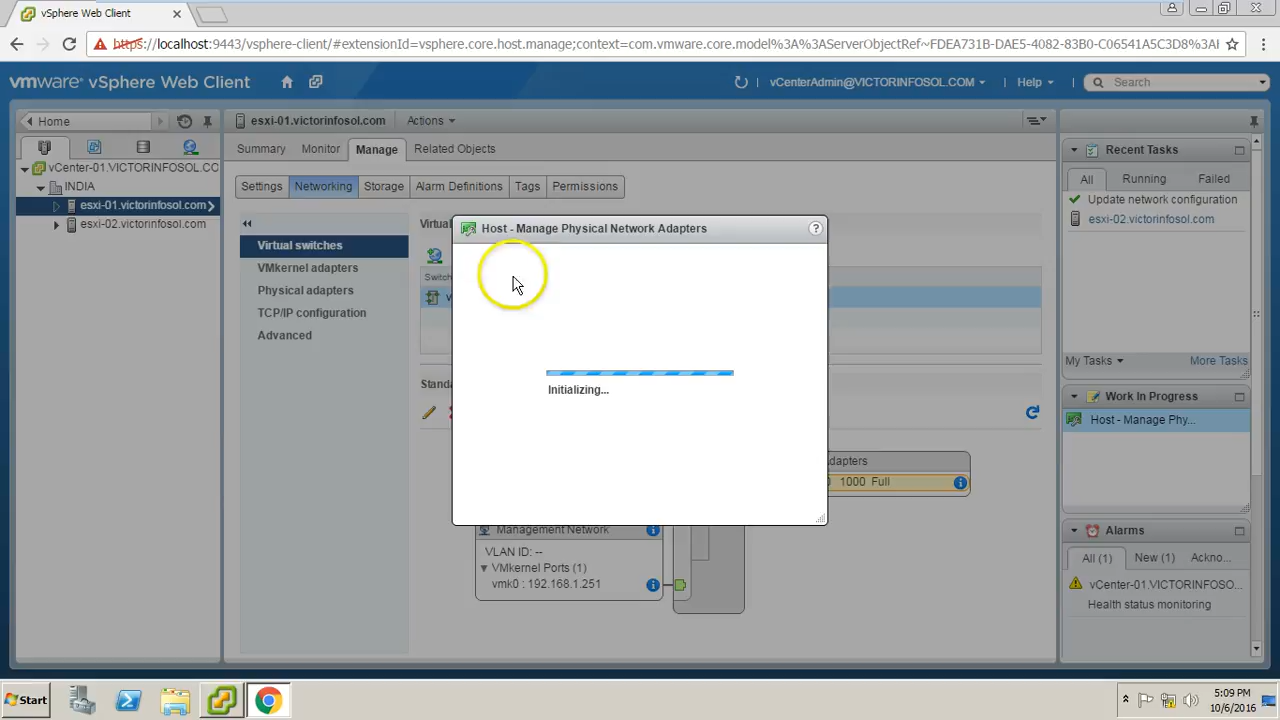 vSphere Web Client
https://localhost:9443/vsphere-client/#extensionId=vsphere.core.host.manage;context=com.vmware.core.model%3A%3AServerObjectRef~FDEA731B-DAE5-4082-83B0-C06541A5C3D8%3AI
vmware vSphere Web Client
vCenterAdmin@VICTORINFOSOL.COM
Help
Search
Home
esxi-01.victorinfosol.com
Actions
Recent Tasks
Summary
Monitor
Manage
Related Objects
vCenter-01.VICTORINFOSOL.CO
INDIA
esxi-01.victorinfosol.com
esxi-02.victorinfosol.com
Settings
Networking
Storage
Alarm Definitions
Tags
Permissions
All
Running
Failed
Update network configuration
esxi-02.victorinfosol.com
Virtual switches
VMkernel adapters
Physical adapters
TCP/IP configuration
Advanced
Virtu
Switch
v
Host - Manage Physical Network Adapters
?
Initializing...
My Tasks
More Tasks
Stand
Work In Progress
Host - Manage Phy...
dapters
1000 Full
Management Network
VLAN ID: --
VMkernel Ports (1)
vmk0 : 192.168.1.251
Alarms
All (1)
New (1)
Ackno...
vCenter-01.VICTORINFOSO...
Health status monitoring
Start
5:09 PM
10/6/2016